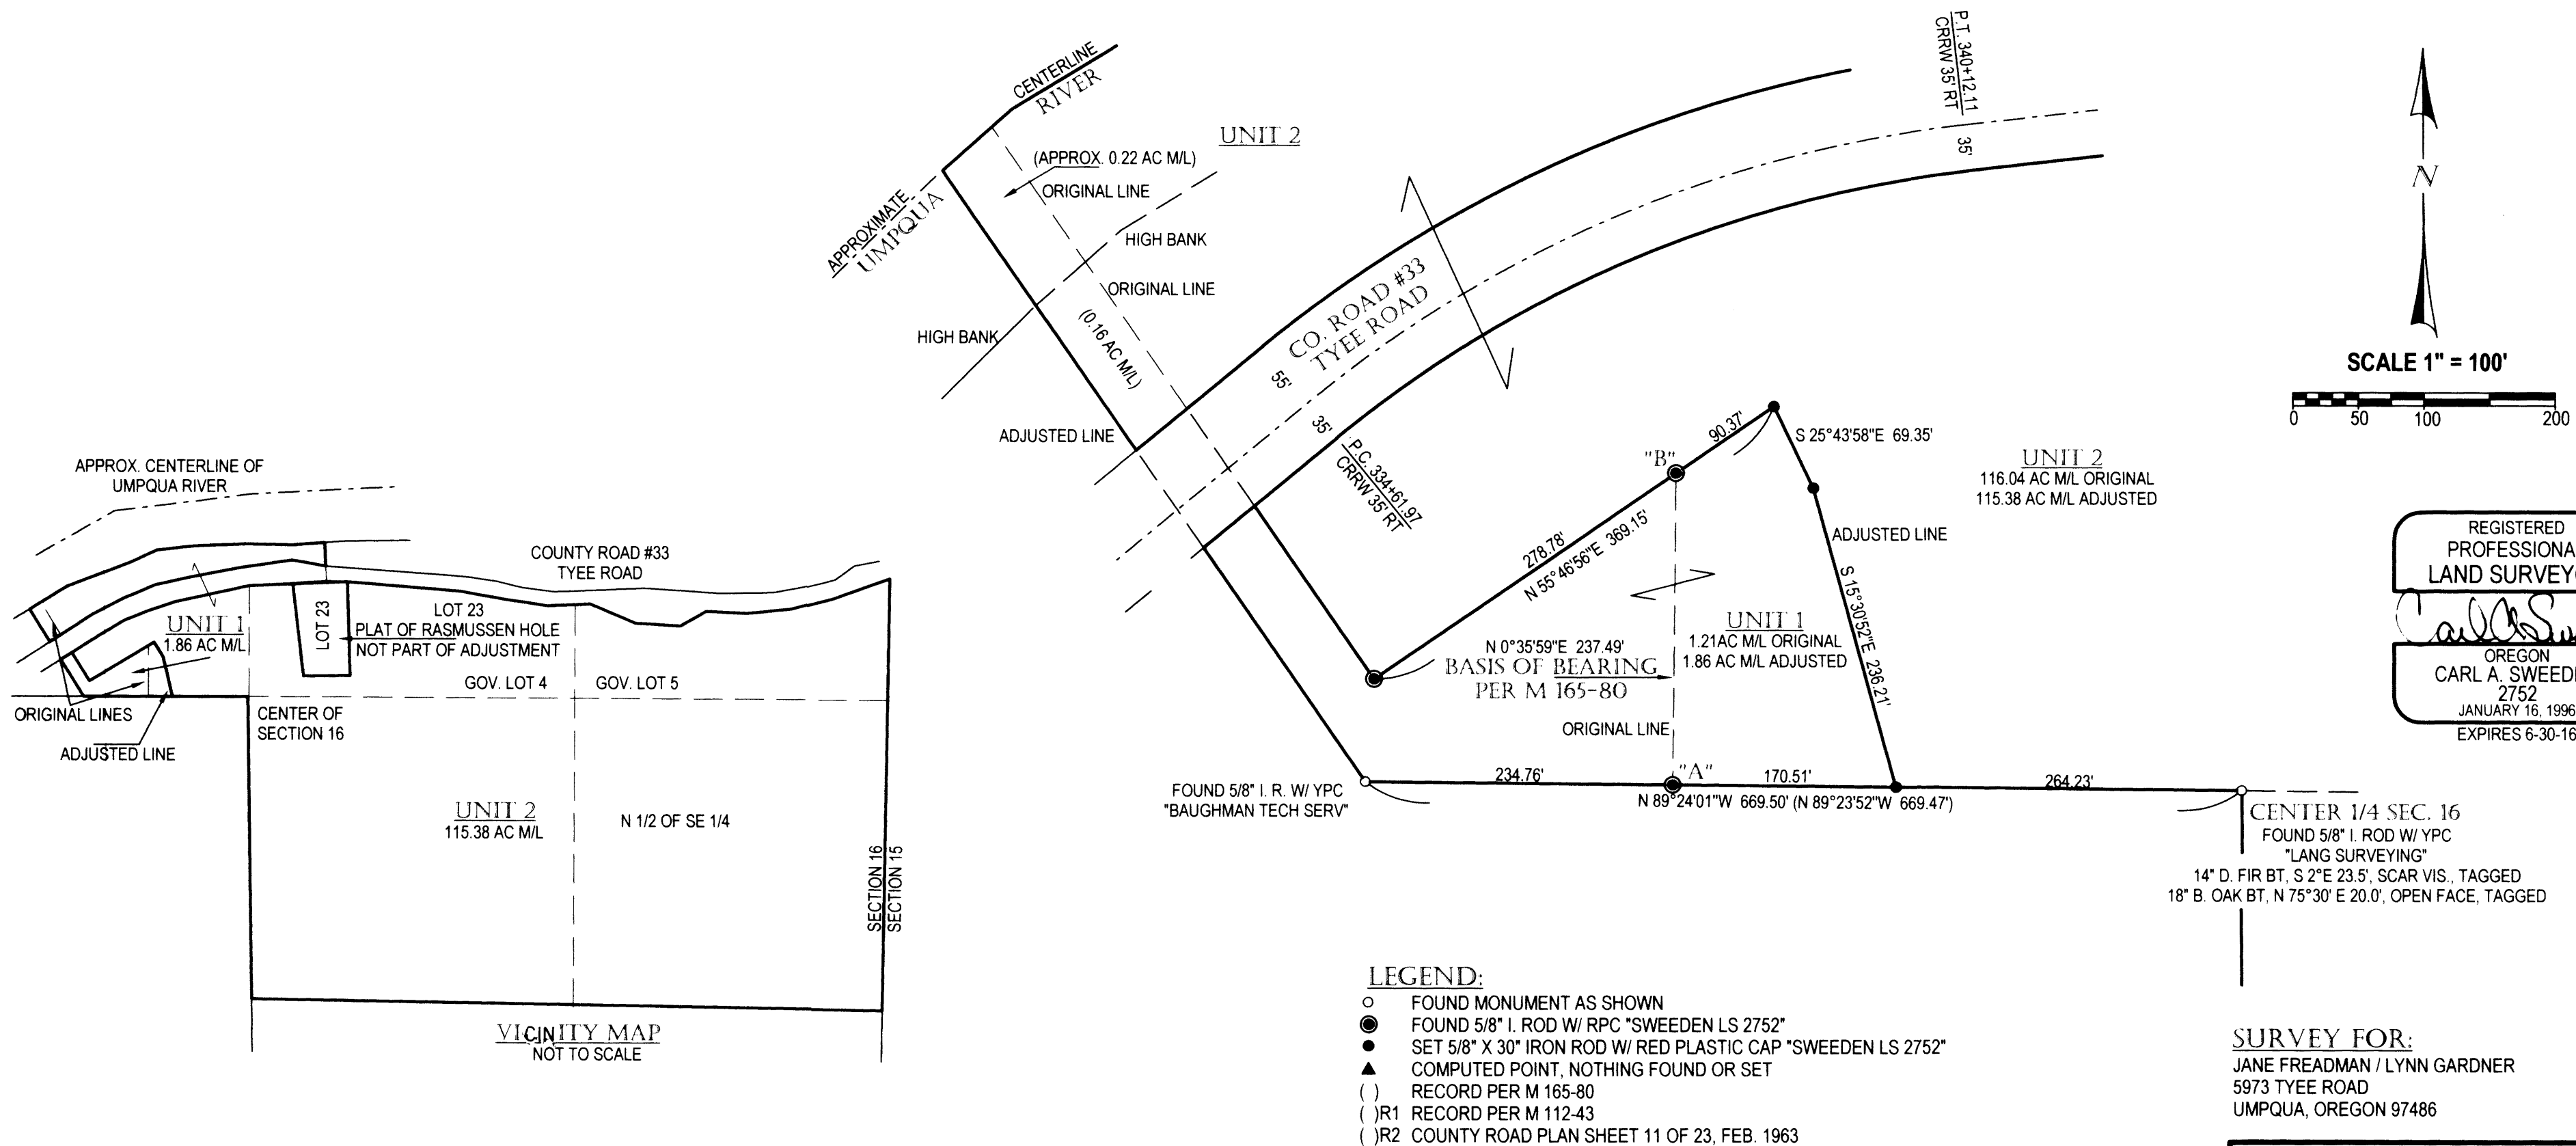 CENTERLINE
RIVER
UNIT 2
(APPROX. 0.22 AC M/L)
ORIGINAL LINE
APPROXIMATE
UMPQUA
HIGH BANK
ORIGINAL LINE
HIGH BANK
(0.16 AC M/L)
ADJUSTED LINE
P.T. 340+12.11
CRRW 35' RT
35'
CO. ROAD #33
TYEE ROAD
55'
35'
P.C. 334+61.97
CRRW 35' RT
N
SCALE 1" = 100'
0 50 100 200
90.37'
S 25°43'58"E 69.35'
"B"
278.78'
N 55°46'56"E 369.15'
UNIT 2
116.04 AC M/L ORIGINAL
115.38 AC M/L ADJUSTED
ADJUSTED LINE
S 15°30'52"E 236.21'
UNIT 1
1.21AC M/L ORIGINAL
1.86 AC M/L ADJUSTED
N 0°35'59"E 237.49'
BASIS OF BEARING
PER M 165-80
ORIGINAL LINE
"A"
234.76'
170.51'
264.23'
N 89°24'01"W 669.50' (N 89°23'52"W 669.47')
FOUND 5/8" I. R. W/ YPC
"BAUGHMAN TECH SERV"
CENTER 1/4 SEC. 16
FOUND 5/8" I. ROD W/ YPC
"LANG SURVEYING"
14" D. FIR BT, S 2°E 23.5', SCAR VIS., TAGGED
18" B. OAK BT, N 75°30' E 20.0', OPEN FACE, TAGGED
REGISTERED
PROFESSIONA
LAND SURVEY
OREGON
CARL A. SWEED
2752
JANUARY 16, 1996
EXPIRES 6-30-16
APPROX. CENTERLINE OF
UMPQUA RIVER
COUNTY ROAD #33
TYEE ROAD
UNIT 1
1.86 AC M/L
LOT 23
LOT 23
PLAT OF RASMUSSEN HOLE
NOT PART OF ADJUSTMENT
GOV. LOT 4
GOV. LOT 5
ORIGINAL LINES
ADJUSTED LINE
CENTER OF
SECTION 16
UNIT 2
115.38 AC M/L
N 1/2 OF SE 1/4
SECTION 16
SECTION 15
VICINITY MAP
NOT TO SCALE
LEGEND:
FOUND MONUMENT AS SHOWN
FOUND 5/8" I. ROD W/ RPC "SWEEDEN LS 2752"
SET 5/8" X 30" IRON ROD W/ RED PLASTIC CAP "SWEEDEN LS 2752"
COMPUTED POINT, NOTHING FOUND OR SET
( ) RECORD PER M 165-80
( )R1 RECORD PER M 112-43
( )R2 COUNTY ROAD PLAN SHEET 11 OF 23, FEB. 1963
SURVEY FOR:
JANE FREADMAN / LYNN GARDNER
5973 TYEE ROAD
UMPQUA, OREGON 97486